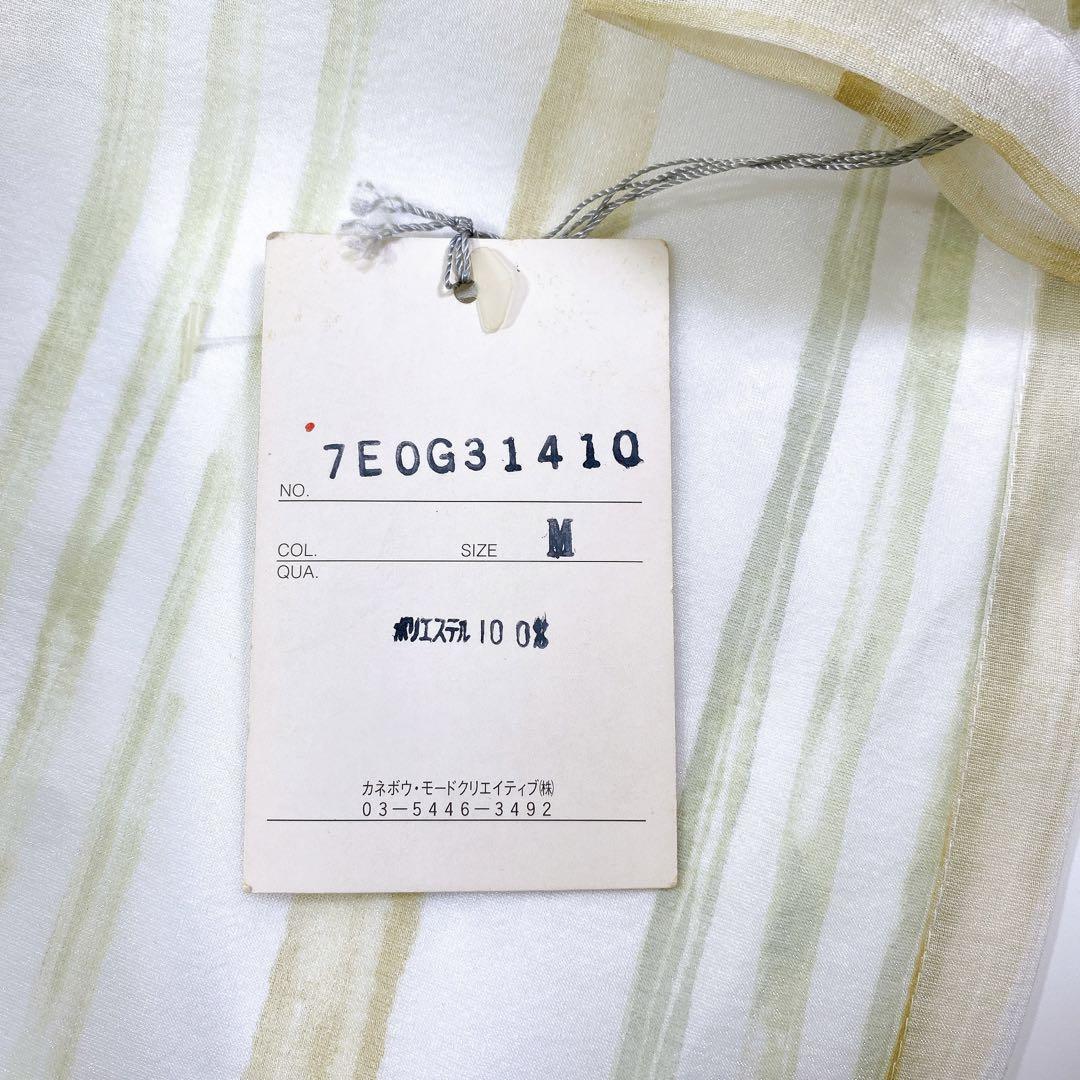 7E0G31410
NO.
COL. SIZE M
QUA.
ポリエステル100%
カネボウ・モードクリエイティブ㈱
03-5446-3492